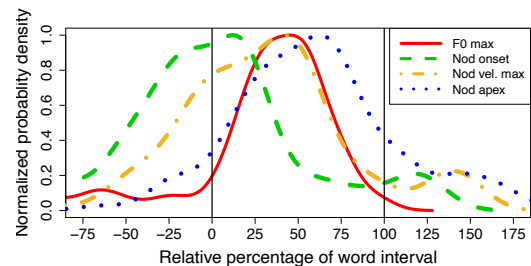 Normalized probablity density
0.0 0.2 0.4 0.6 0.8 1.0
F0 max
Nod onset
Nod vel. max
Nod apex
-75 -50 -25 0 25 50 75 100 125 150 175
Relative percentage of word interval